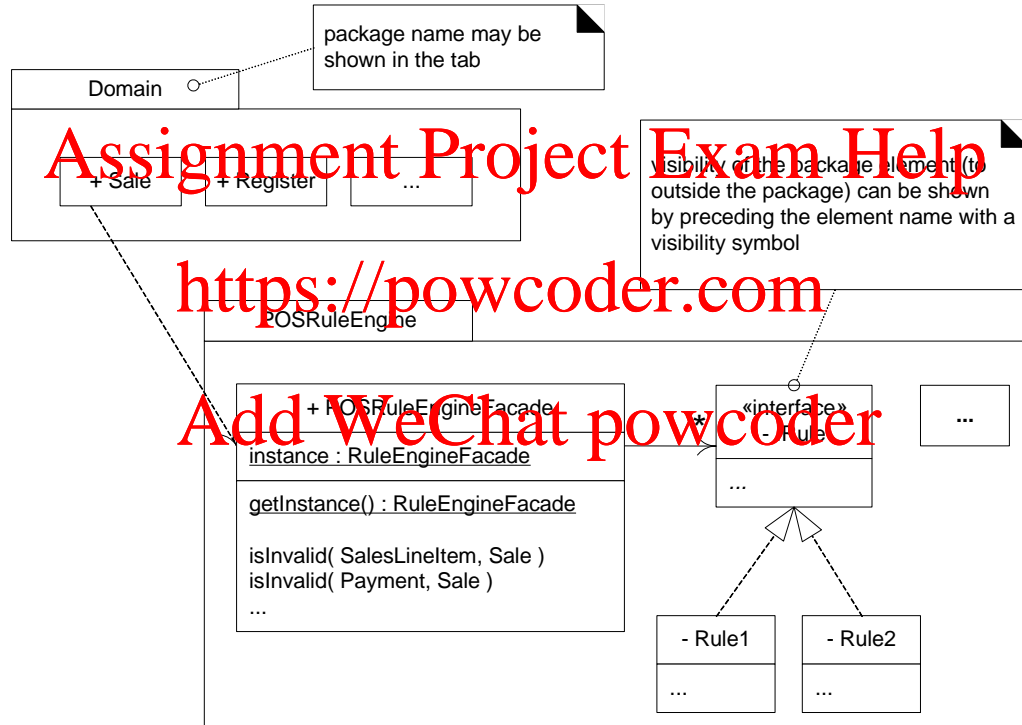 package name may be
shown in the tab
Domain
Assignment Project Exam Help
+ Sale
+ Register
...
visibility of the package element (to
outside the package) can be shown
by preceding the element name with a
visibility symbol
https://powcoder.com
POSRuleEngine
Add WeChat powcoder
+ POSRuleEngineFacade
instance : RuleEngineFacade
getInstance() : RuleEngineFacade
isInvalid( SalesLineItem, Sale )
isInvalid( Payment, Sale )
...
*
«interface»
- Rule
...
...
- Rule1
...
- Rule2
...